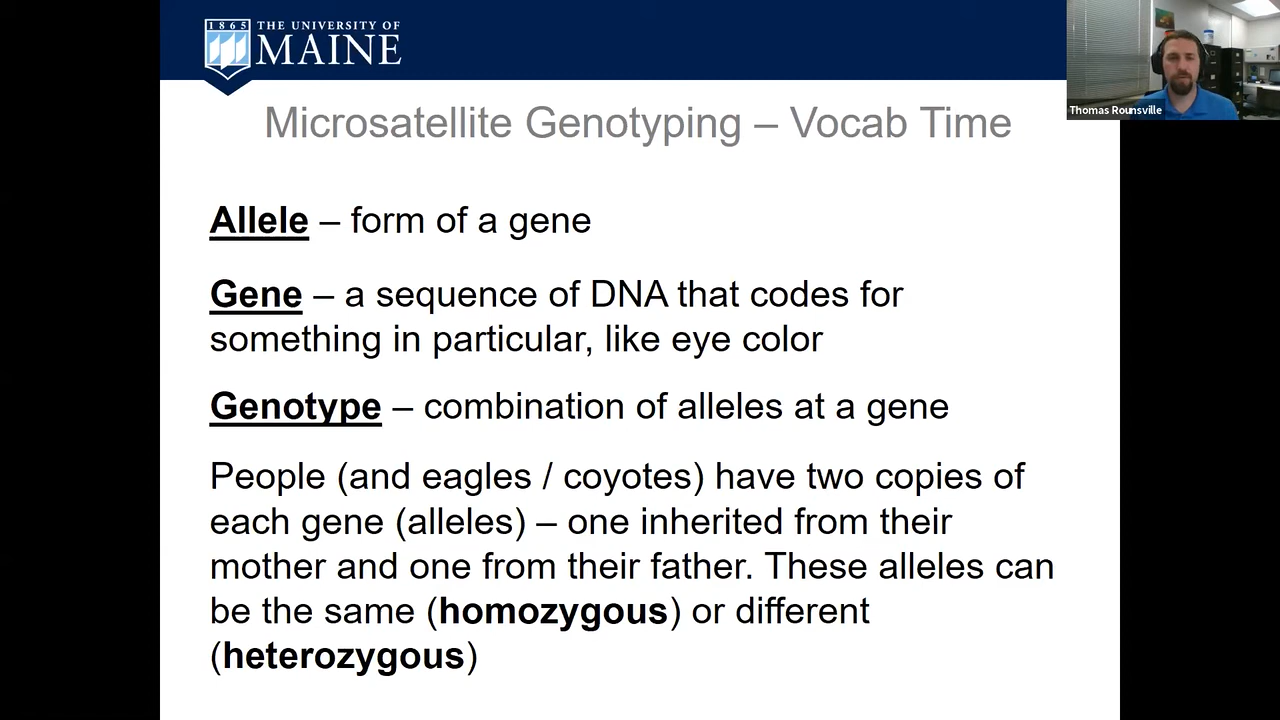 1865 THE UNIVERSITY OF
MAINE
Thomas Rounsville
Microsatellite Genotyping – Vocab Time
Allele – form of a gene
Gene – a sequence of DNA that codes for
something in particular, like eye color
Genotype – combination of alleles at a gene
People (and eagles / coyotes) have two copies of
each gene (alleles) – one inherited from their
mother and one from their father. These alleles can
be the same (homozygous) or different
(heterozygous)